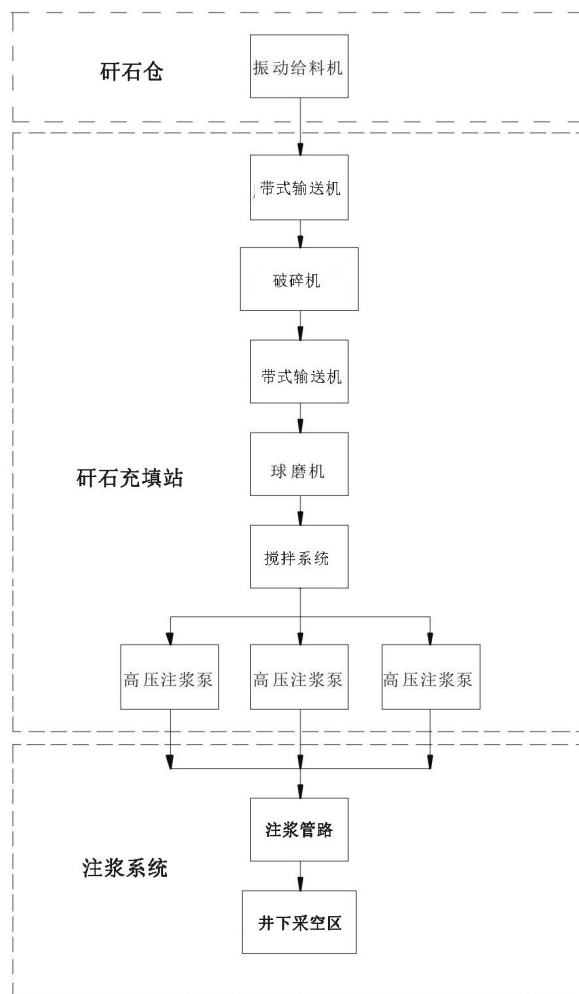 矸石仓
振动给料机
带式输送机
破碎机
带式输送机
矸石充填站
球磨机
搅拌系统
高压注浆泵
高压注浆泵
高压注浆泵
注浆系统
注浆管路
井下采空区